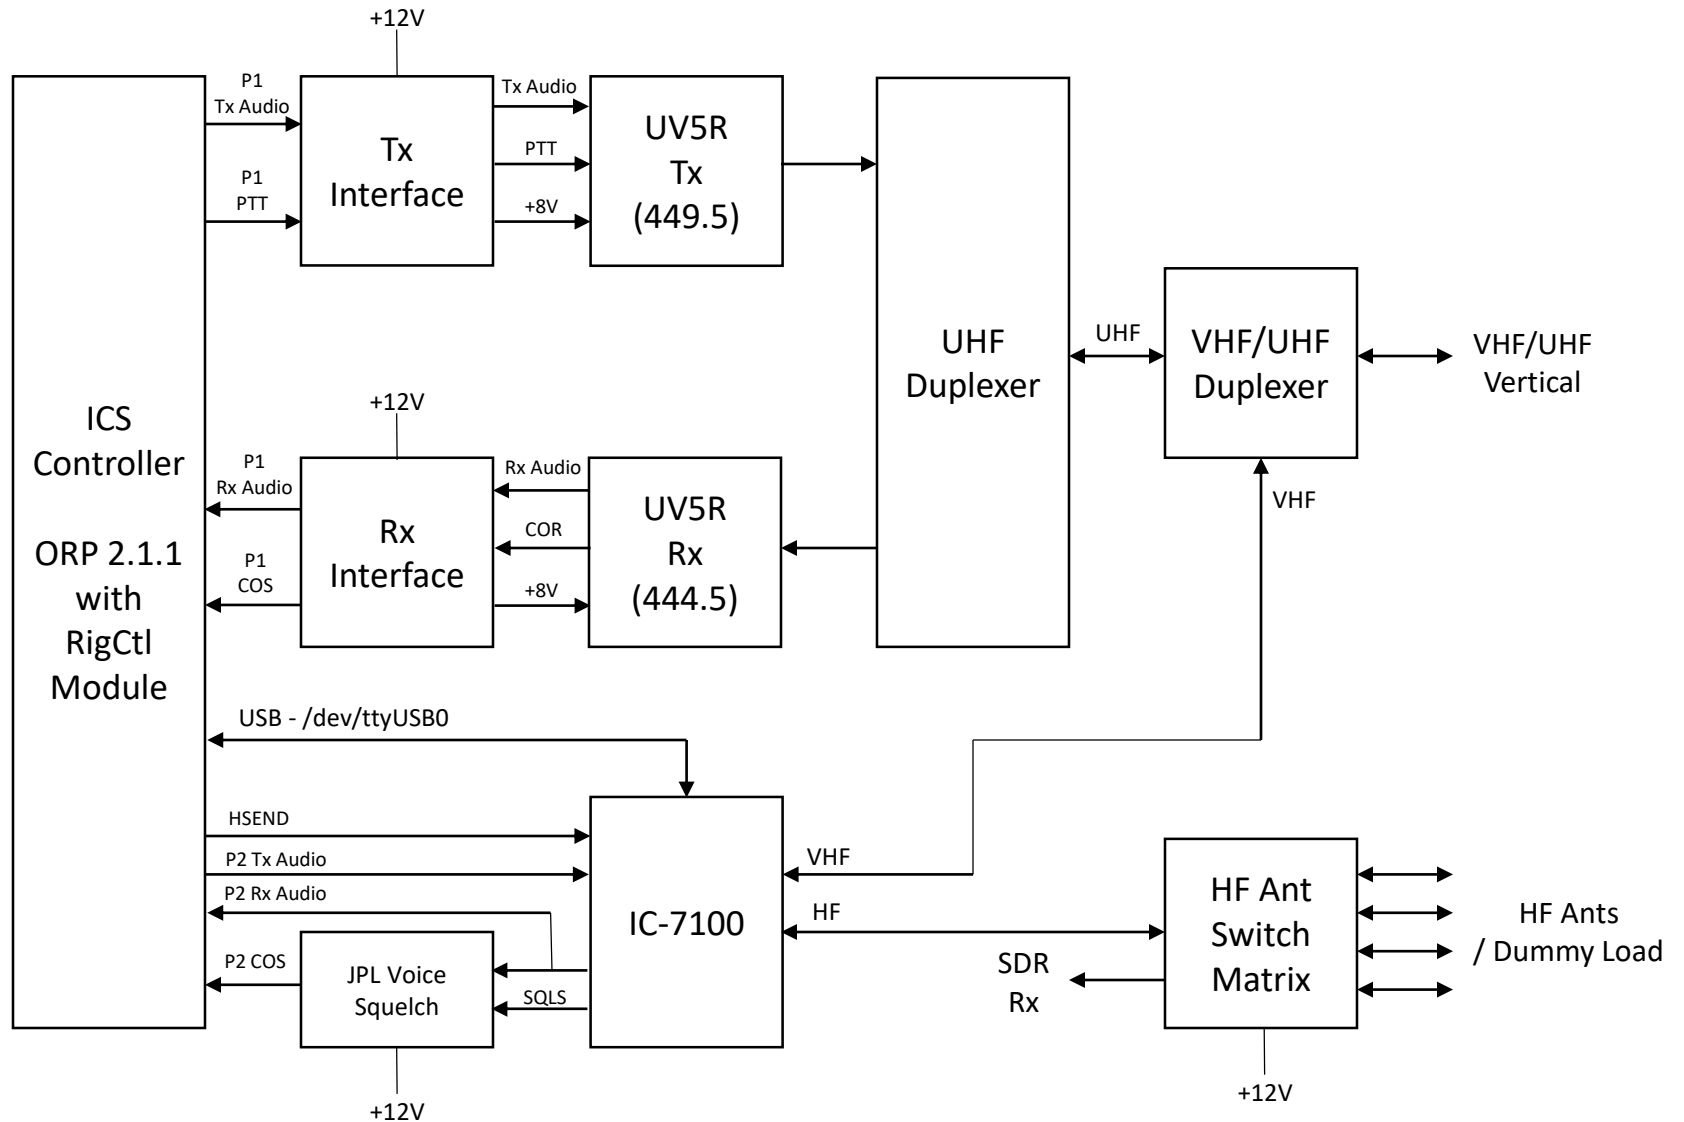 +12V
P1
Tx Audio
P1
PTT
Tx
Interface
Tx Audio
PTT
+8V
UV5R
Tx
(449.5)
UHF
Duplexer
UHF
VHF/UHF
Duplexer
VHF/UHF
Vertical
VHF
ICS
Controller
ORP 2.1.1
with
RigCtl
Module
+12V
P1
Rx Audio
P1
COS
Rx
Interface
Rx Audio
COR
+8V
UV5R
Rx
(444.5)
USB - /dev/ttyUSB0
HSEND
P2 Tx Audio
P2 Rx Audio
P2 COS
JPL Voice
Squelch
SQLS
+12V
IC-7100
VHF
HF
SDR
Rx
HF Ant
Switch
Matrix
+12V
HF Ants
/ Dummy Load